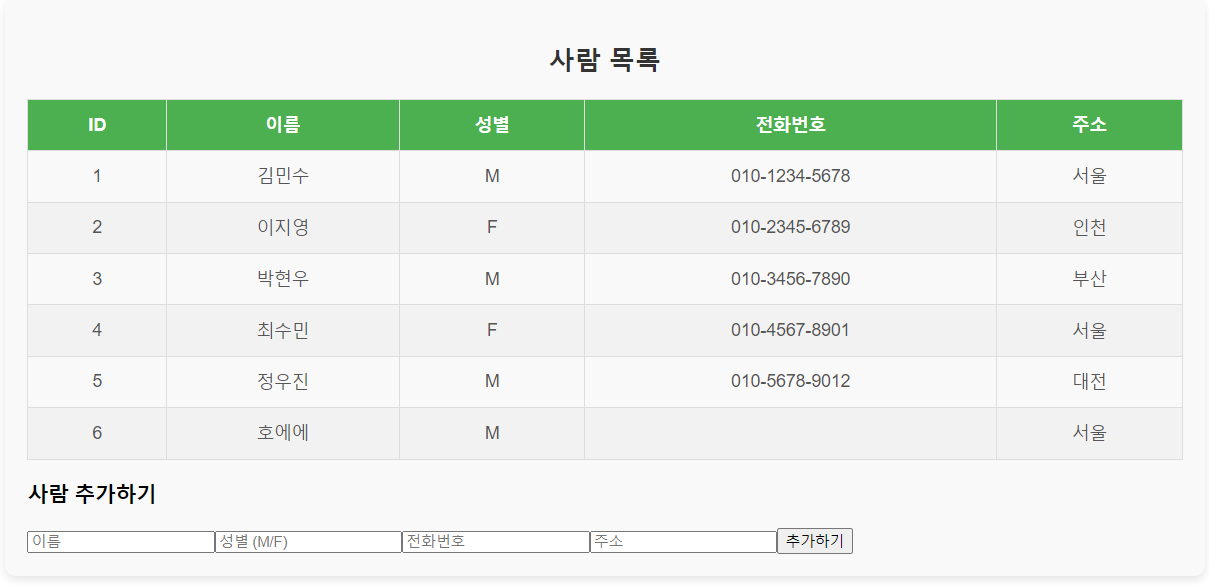 사람 목록
ID 이름 성별 전화번호 주소
1 김민수 M 010-1234-5678 서울
2 이지영 F 010-2345-6789 인천
3 박현우 M 010-3456-7890 부산
4 최수민 F 010-4567-8901 서울
5 정우진 M 010-5678-9012 대전
6 호에에 M 서울
사람 추가하기
이름 성별 (M/F) 전화번호 주소 추가하기